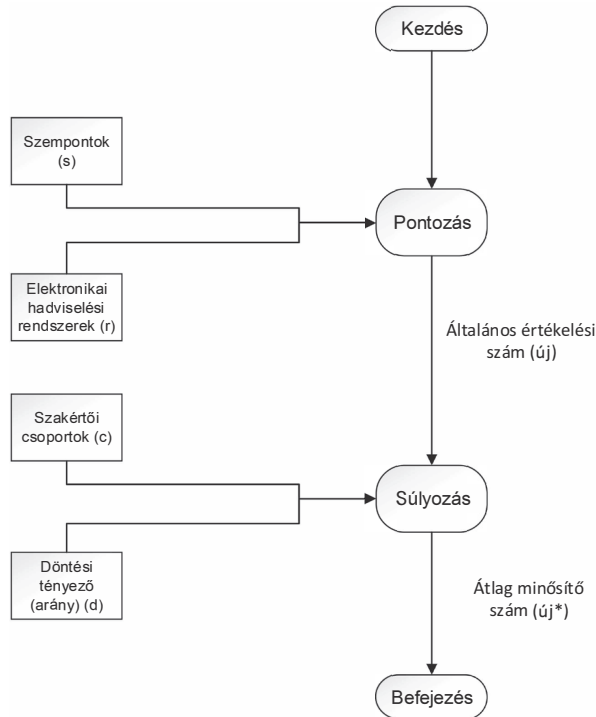 Kezdés
Szempontok
(s)
Pontozás
Elektronikai
hadviselési
rendszerek (r)
Általános értékelési
szám (új)
Szakértői
csoportok (c)
Súlyozás
Döntési
tényező
(arány) (d)
Átlag minősítő
szám (új*)
Befejezés